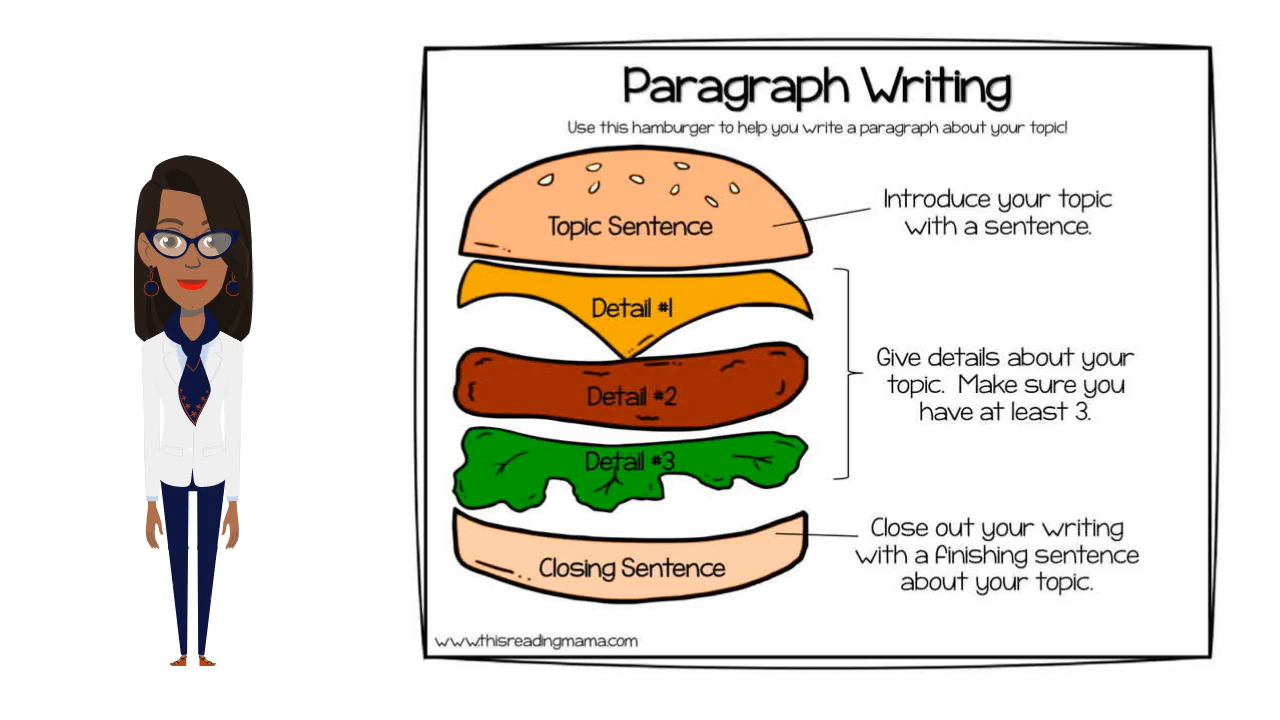 Paragraph Writing
Use this hamburger to help you write a paragraph about your topic!
Topic Sentence
Introduce your topic
with a sentence.
Detail #1
Detail #2
Detail #3
Give details about your
topic. Make sure you
have at least 3.
Closing Sentence
Close out your writing
with a finishing sentence
about your topic.
www.thisreadingmama.com